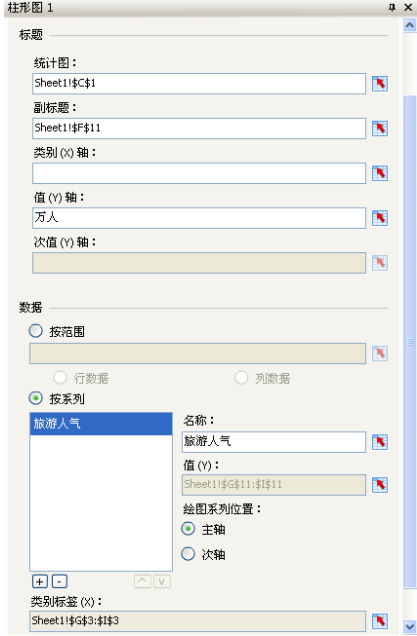 柱形图 1
标题
统计图：
Sheet1!$C$1
副标题：
Sheet1!$F$11
类别(X)轴：
值(Y)轴：
万人
次值(Y)轴：
数据
按范围
行数据 列数据
按系列
旅游人气
名称：
旅游人气
值(Y)：
Sheet1!$G$11:$I$11
绘图系列位置：
主轴
次轴
类别标签(X)：
Sheet1!$G$3:$I$3